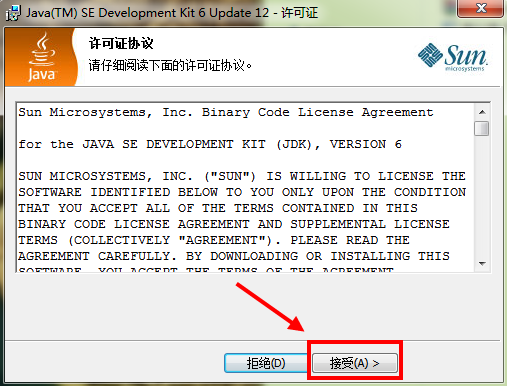 Java(TM) SE Development Kit 6 Update 12 - 许可证
许可证协议
请仔细阅读下面的许可证协议。
Java
Sun
microsystems
Sun Microsystems, Inc. Binary Code License Agreement
for the JAVA SE DEVELOPMENT KIT (JDK), VERSION 6
SUN MICROSYSTEMS, INC. ("SUN") IS WILLING TO LICENSE THE
SOFTWARE IDENTIFIED BELOW TO YOU ONLY UPON THE CONDITION
THAT YOU ACCEPT ALL OF THE TERMS CONTAINED IN THIS
BINARY CODE LICENSE AGREEMENT AND SUPPLEMENTAL LICENSE
TERMS (COLLECTIVELY "AGREEMENT"). PLEASE READ THE
AGREEMENT CAREFULLY. BY DOWNLOADING OR INSTALLING THIS
SOFTWARE, YOU ACCEPT THE TERMS OF THE AGREEMENT.
拒绝(D)
接受(A) >